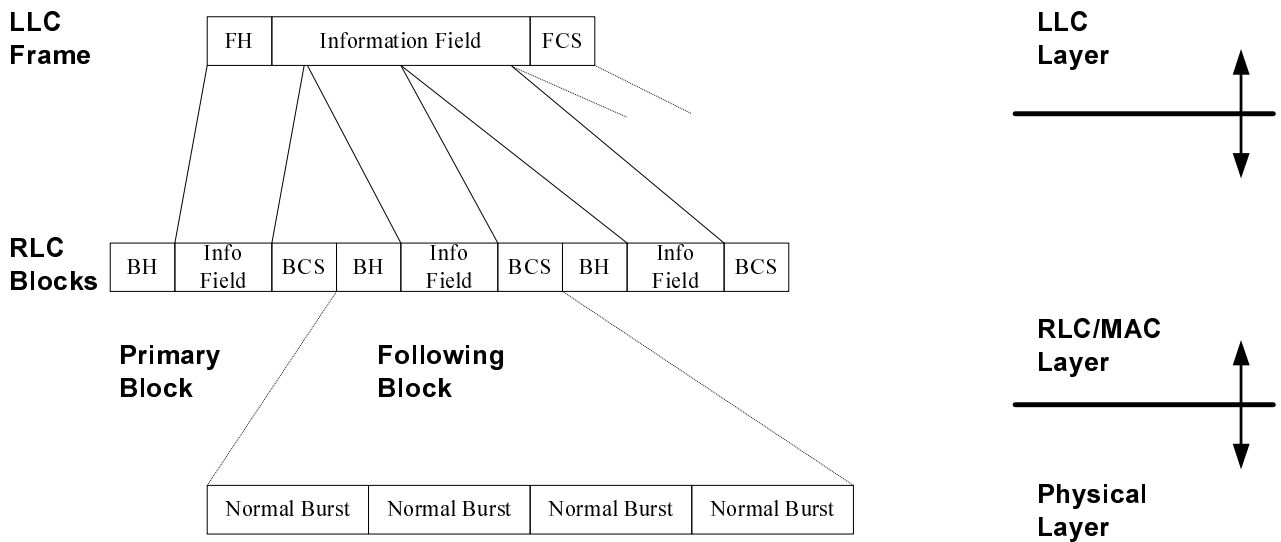 LLC
Frame
FH
Information Field
FCS
LLC
Layer
RLC
Blocks
BH
Info
Field
BCS
BH
Info
Field
BCS
BH
Info
Field
BCS
Primary
Block
Following
Block
RLC/MAC
Layer
Normal Burst
Normal Burst
Normal Burst
Normal Burst
Physical
Layer